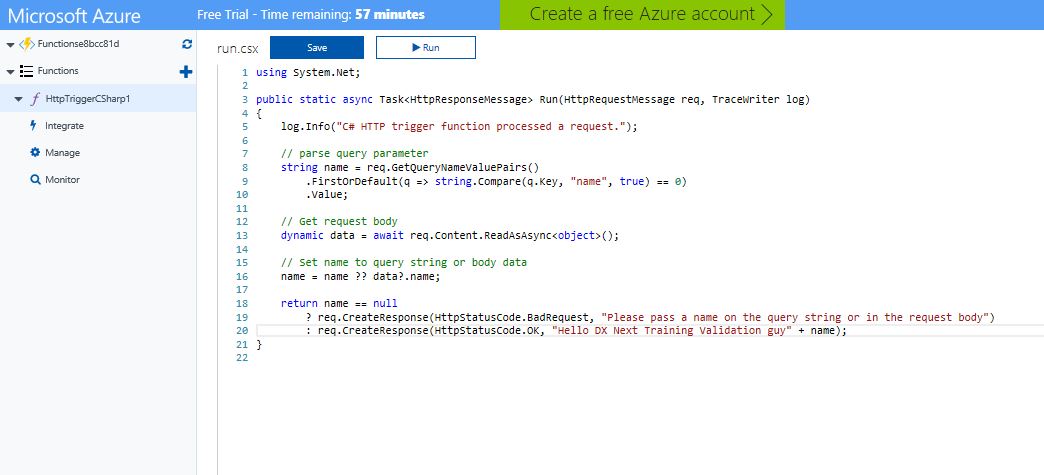 Microsoft Azure
Free Trial - Time remaining: 57 minutes
Create a free Azure account
Functionse8bcc81d
Functions
HttpTriggerCSharp1
Integrate
Manage
Monitor
run.csx
Save
Run
1 using System.Net;
2
3 public static async Task<HttpResponseMessage> Run(HttpRequestMessage req, TraceWriter log)
4 {
5     log.Info("C# HTTP trigger function processed a request.");
6
7     // parse query parameter
8     string name = req.GetQueryNameValuePairs()
9         .FirstOrDefault(q => string.Compare(q.Key, "name", true) == 0)
10         .Value;
11
12     // Get request body
13     dynamic data = await req.Content.ReadAsAsync<object>();
14
15     // Set name to query string or body data
16     name = name ?? data?.name;
17
18     return name == null
19         ? req.CreateResponse(HttpStatusCode.BadRequest, "Please pass a name on the query string or in the request body")
20         : req.CreateResponse(HttpStatusCode.OK, "Hello DX Next Training Validation guy" + name);
21 }
22